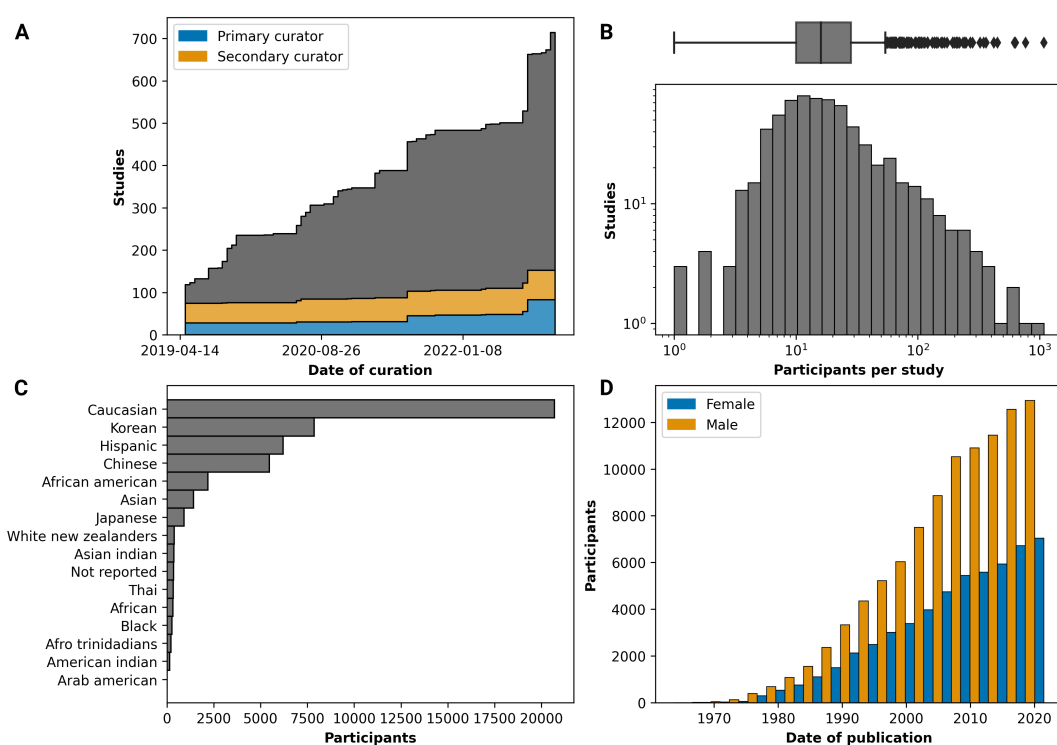 A
Primary curator
Secondary curator
700
600
500
400
300
200
100
0
Studies
2019-04-14
2020-08-26
2022-01-08
Date of curation
B
10^1
10^0
Studies
10^0
10^1
10^2
10^3
Participants per study
C
Caucasian
Korean
Hispanic
Chinese
African american
Asian
Japanese
White new zealanders
Asian indian
Not reported
Thai
African
Black
Afro trinidadians
American indian
Arab american
0
2500
5000
7500
10000
12500
15000
17500
20000
Participants
D
Female
Male
12000
10000
8000
6000
4000
2000
0
Participants
1970
1980
1990
2000
2010
2020
Date of publication